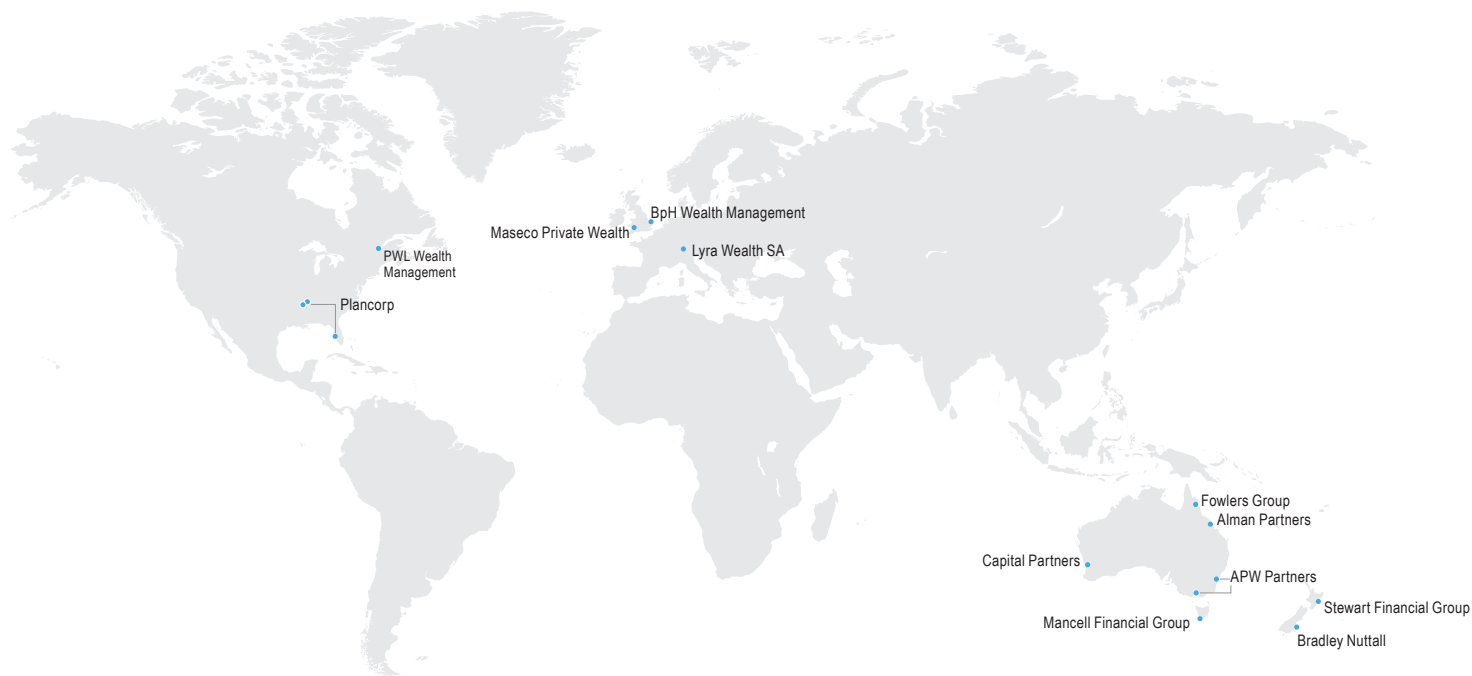 BpH Wealth Management
Maseco Private Wealth
Lyra Wealth SA
PWL Wealth
Management
Plancorp
Fowlers Group
Alman Partners
Capital Partners
APW Partners
Stewart Financial Group
Mancell Financial Group
Bradley Nuttall